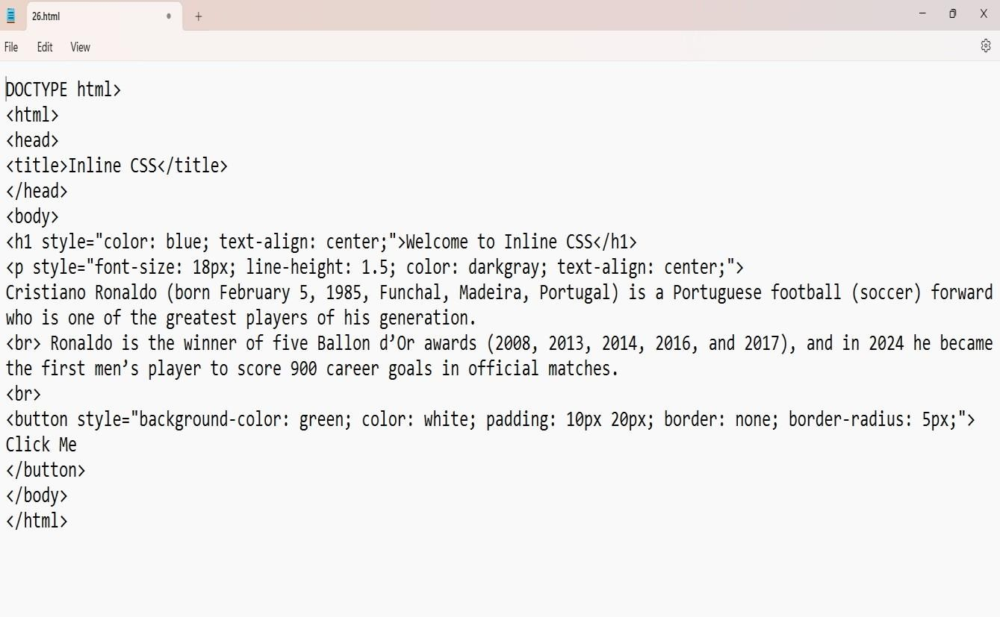 26.html
File Edit View
DOCTYPE html>
<html>
<head>
<title>Inline CSS</title>
</head>
<body>
<h1 style="color: blue; text-align: center;">Welcome to Inline CSS</h1>
<p style="font-size: 18px; line-height: 1.5; color: darkgray; text-align: center;">
Cristiano Ronaldo (born February 5, 1985, Funchal, Madeira, Portugal) is a Portuguese football (soccer) forward
who is one of the greatest players of his generation.
<br> Ronaldo is the winner of five Ballon d’Or awards (2008, 2013, 2014, 2016, and 2017), and in 2024 he became
the first men’s player to score 900 career goals in official matches.
<br>
<button style="background-color: green; color: white; padding: 10px 20px; border: none; border-radius: 5px;">
Click Me
</button>
</body>
</html>